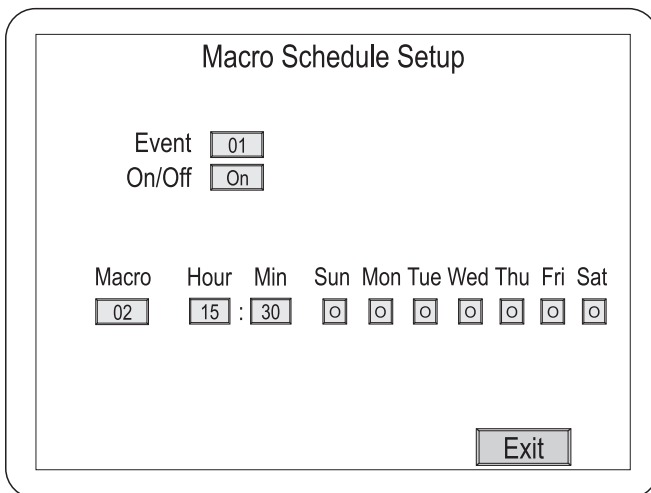 Macro Schedule Setup
Event 01
On/Off On
Macro Hour Min Sun Mon Tue Wed Thu Fri Sat
02 15 : 30 O O O O O O O
Exit